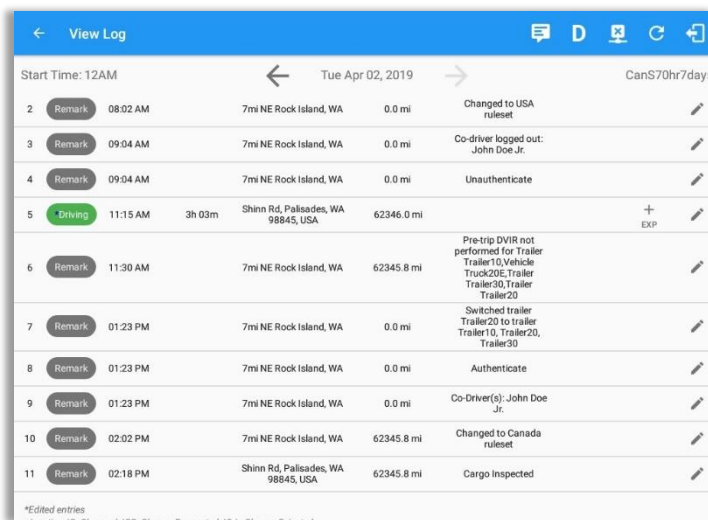 View Log
D
Start Time: 12AM
Tue Apr 02, 2019
CanS70hr7day
2 Remark 08:02 AM 7mi NE Rock Island, WA 0.0 mi Changed to USA
ruleset
3 Remark 09:04 AM 7mi NE Rock Island, WA 0.0 mi Co-driver logged out:
John Doe Jr.
4 Remark 09:04 AM 7mi NE Rock Island, WA 0.0 mi Unauthenticate
5 *Driving 11:15 AM 3h 03m Shinn Rd, Palisades, WA
98845, USA
62346.0 mi
+
EXP
6 Remark 11:30 AM 7mi NE Rock Island, WA 62345.8 mi
Pre-trip DVIR not
performed for Trailer
Trailer10,Vehicle
Truck20E,Trailer
Trailer30,Trailer
Trailer20
7 Remark 01:23 PM 7mi NE Rock Island, WA 0.0 mi
Switched trailer
Trailer20 to trailer
Trailer10, Trailer20,
Trailer30
8 Remark 01:23 PM 7mi NE Rock Island, WA 0.0 mi Authenticate
9 Remark 01:23 PM 7mi NE Rock Island, WA 0.0 mi Co-Driver(s): John Doe
Jr.
10 Remark 02:02 PM 7mi NE Rock Island, WA 62345.8 mi Changed to Canada
ruleset
11 Remark 02:18 PM Shinn Rd, Palisades, WA
98845, USA
62345.8 mi Cargo Inspected
*Edited entries